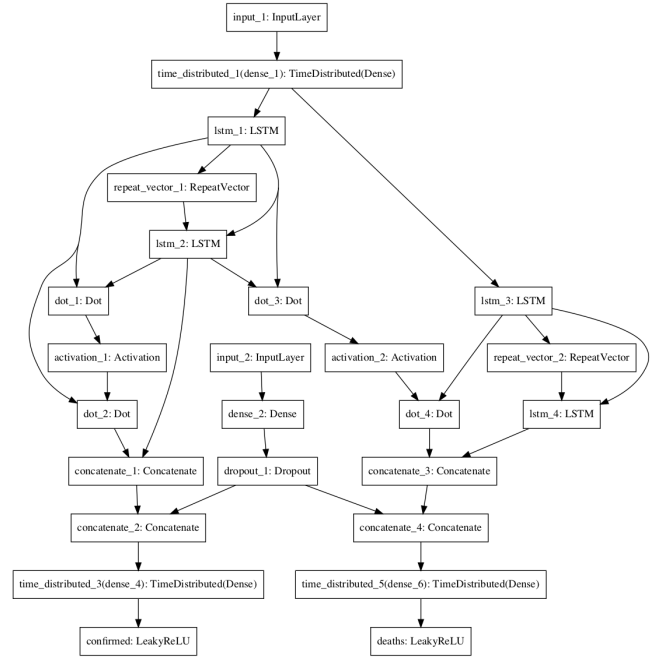 input_1: InputLayer
time_distributed_1(dense_1): TimeDistributed(Dense)
lstm_1: LSTM
repeat_vector_1: RepeatVector
lstm_2: LSTM
dot_1: Dot
dot_3: Dot
lstm_3: LSTM
activation_1: Activation
input_2: InputLayer
activation_2: Activation
repeat_vector_2: RepeatVector
dot_2: Dot
dense_2: Dense
dot_4: Dot
lstm_4: LSTM
concatenate_1: Concatenate
dropout_1: Dropout
concatenate_3: Concatenate
concatenate_2: Concatenate
concatenate_4: Concatenate
time_distributed_3(dense_4): TimeDistributed(Dense)
time_distributed_5(dense_6): TimeDistributed(Dense)
confirmed: LeakyReLU
deaths: LeakyReLU